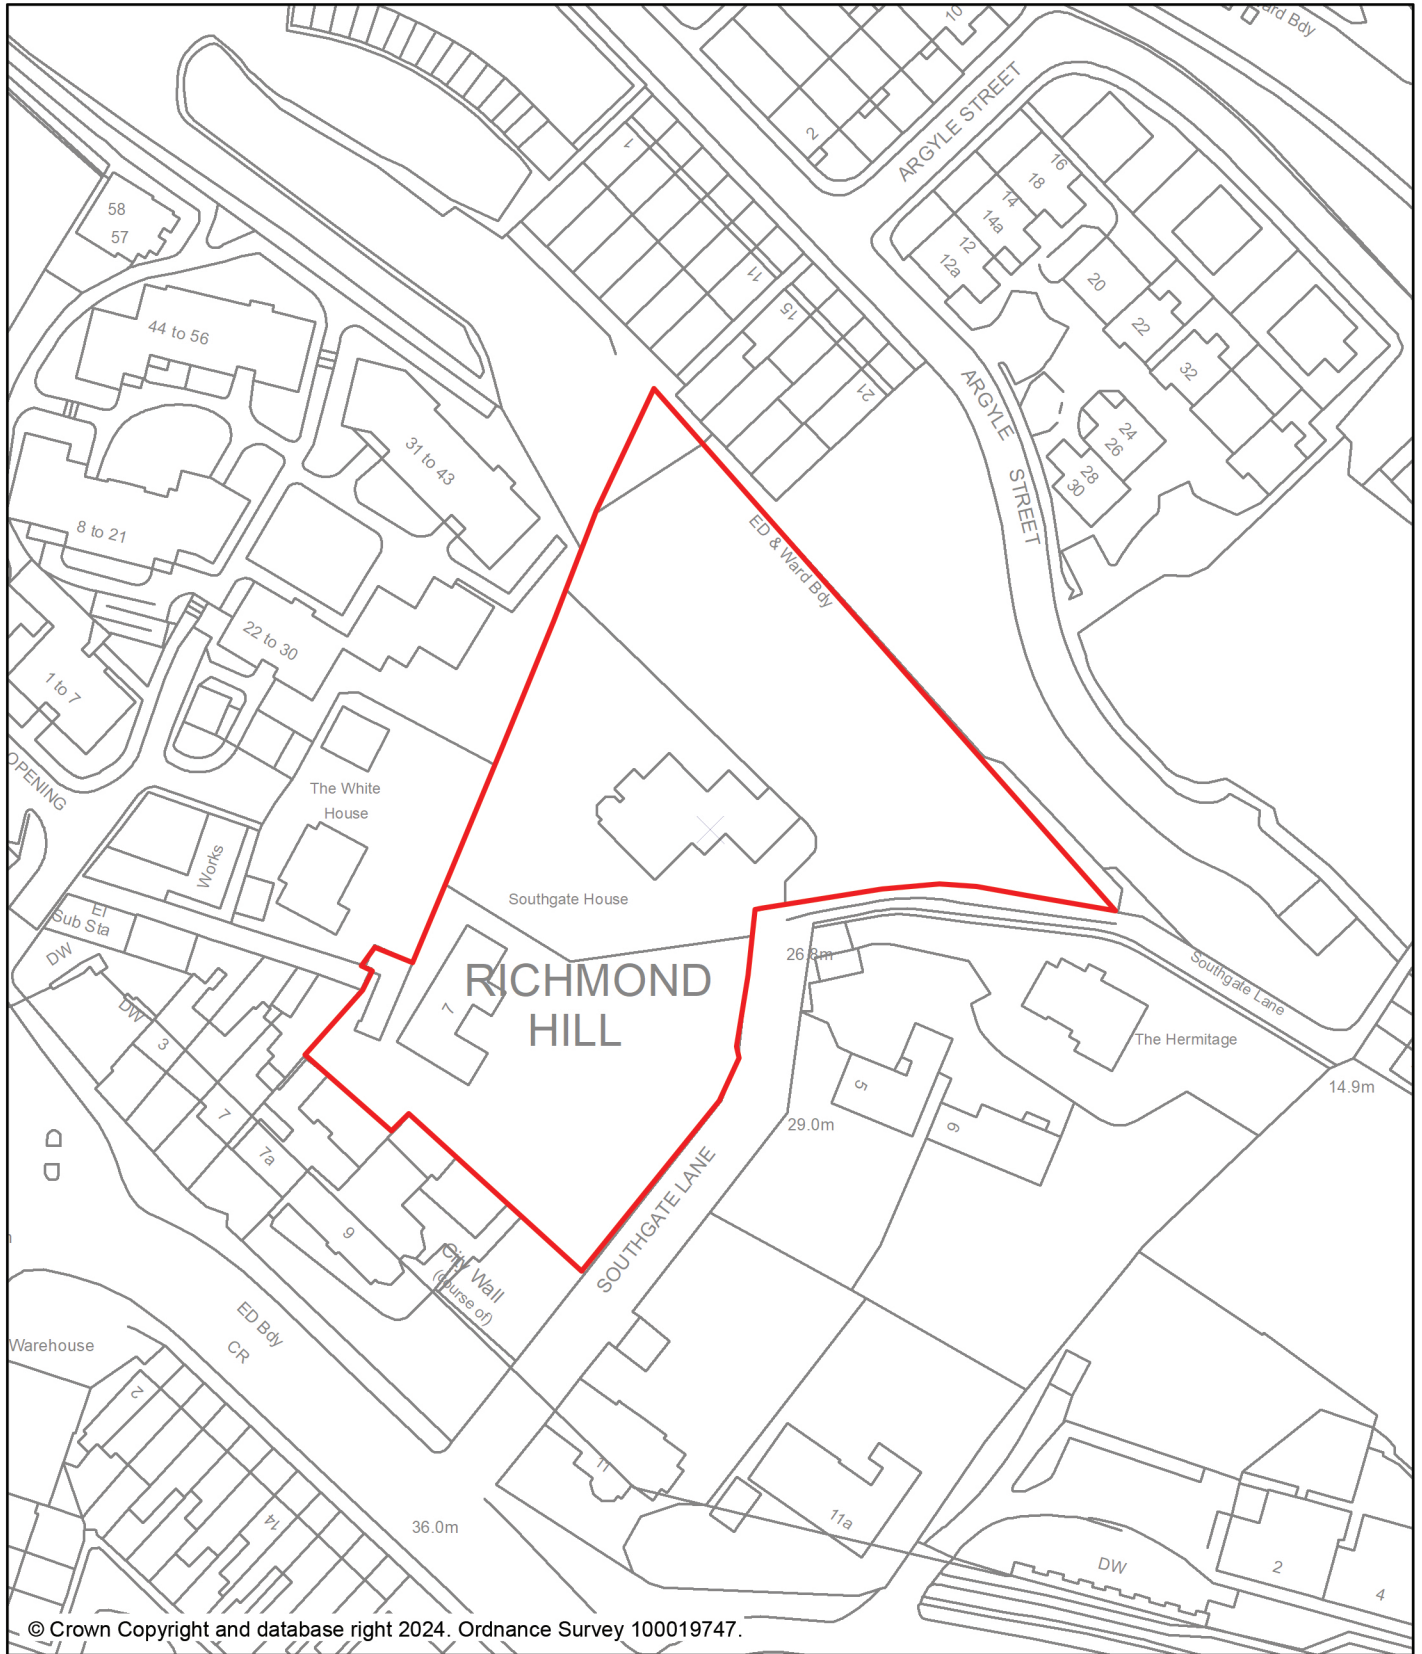 10
ard Bdy
ARGYLE STREET
2
1
16
18
14
14a
12
12a
58
57
11
15
20
22
44 to 56
32
21
ARGYLE
STREET
24
26
31 to 43
28
30
8 to 21
ED & Ward Bdy
22 to 30
1 to 7
OPENING
The White
House
Works
Southgate House
El
Sub Sta
DW
26.8m
Southgate Lane
RICHMOND
HILL
7
DW
3
The Hermitage
5
14.9m
7
6
29.0m
7a
SOUTHGATE LANE
9
City Wall
(course of)
ED Bdy
CR
Warehouse
2
11
14
11a
36.0m
DW
2
4
© Crown Copyright and database right 2024. Ordnance Survey 100019747.